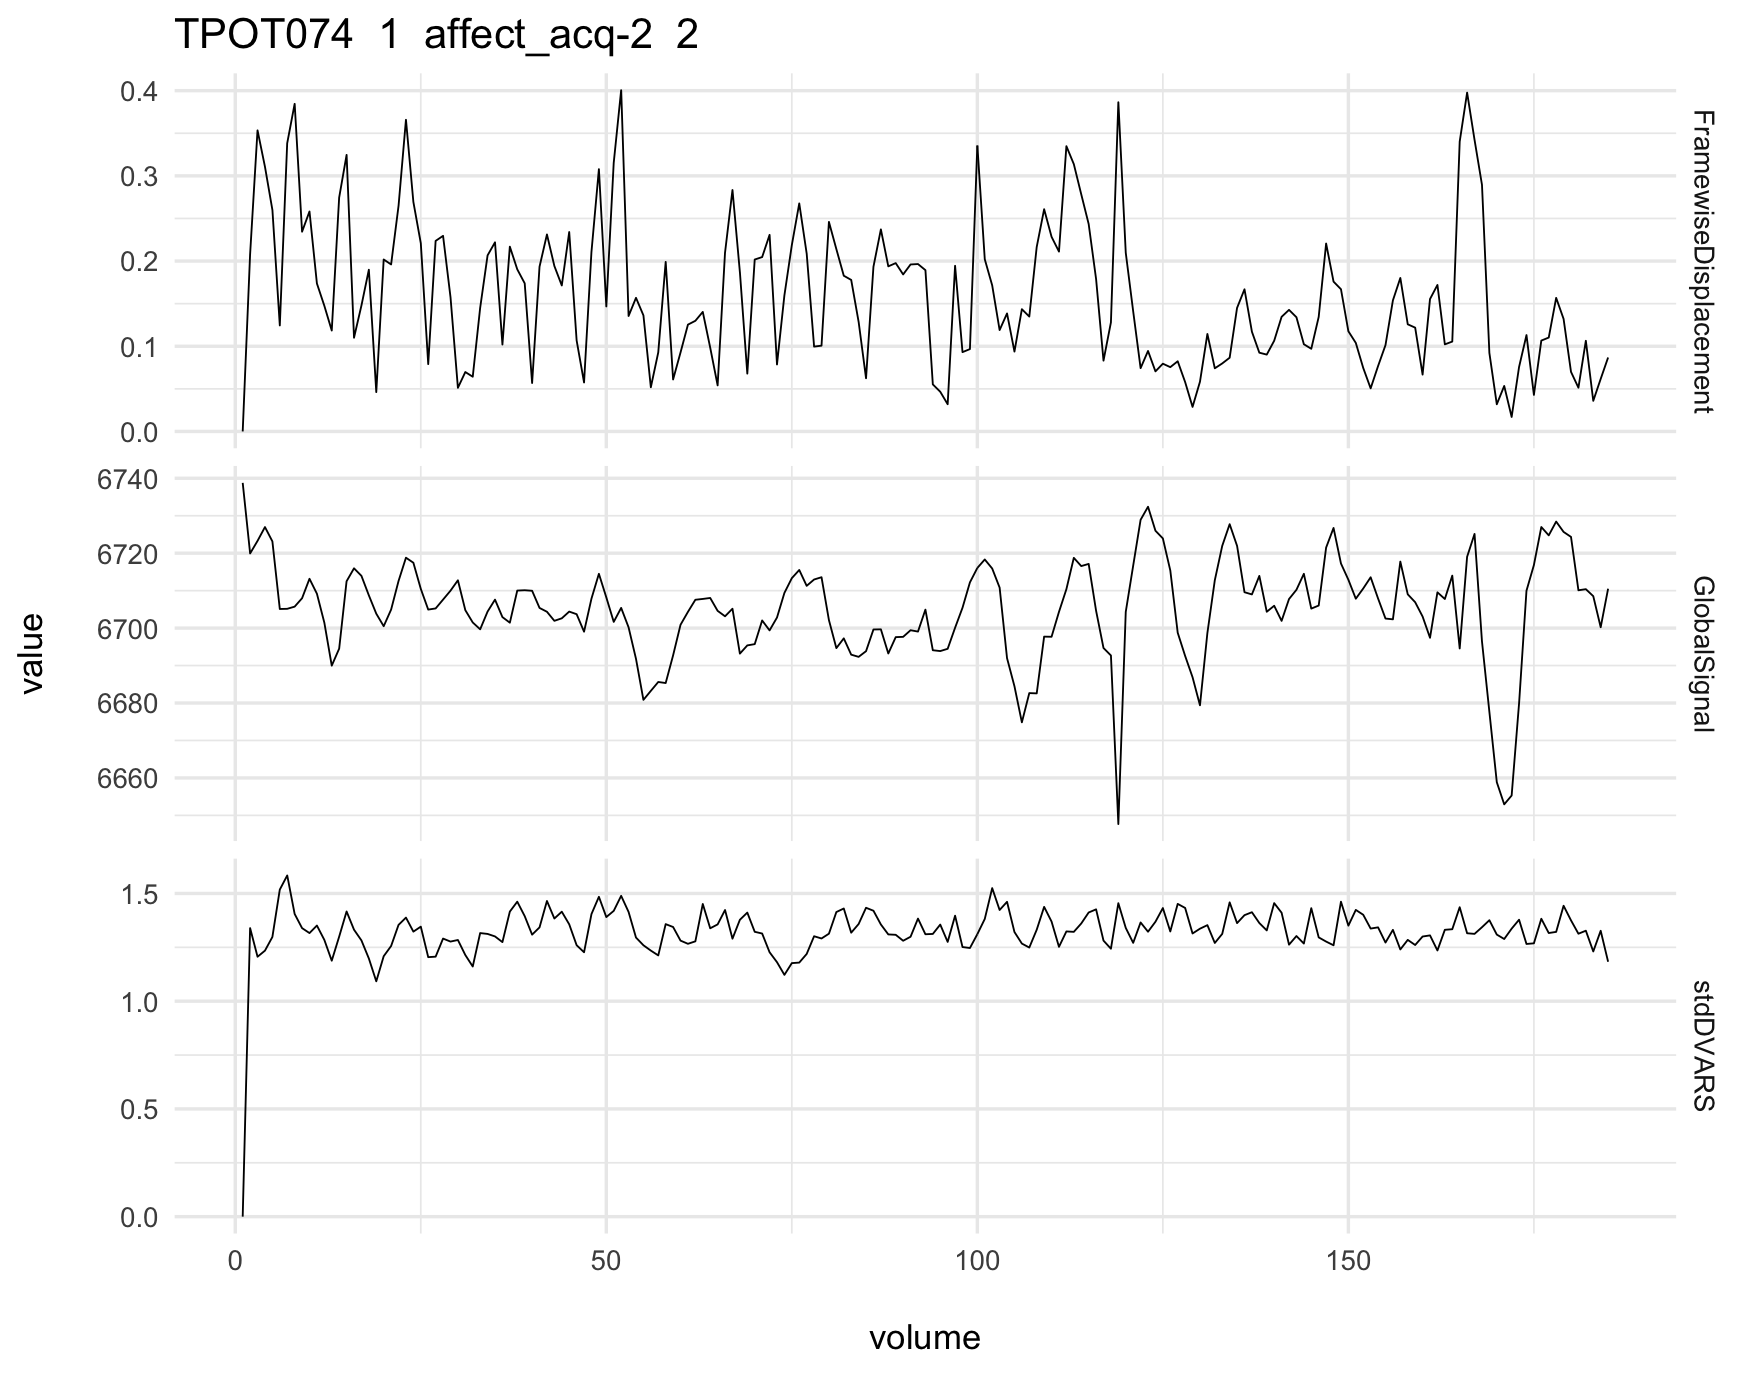 TPOT074  1  affect_acq-2  2
value
0.4
0.3
0.2
0.1
0.0
FramewiseDisplacement
6740
6720
6700
6680
6660
GlobalSignal
1.5
1.0
0.5
0.0
stdDVARS
0 50 100 150
volume